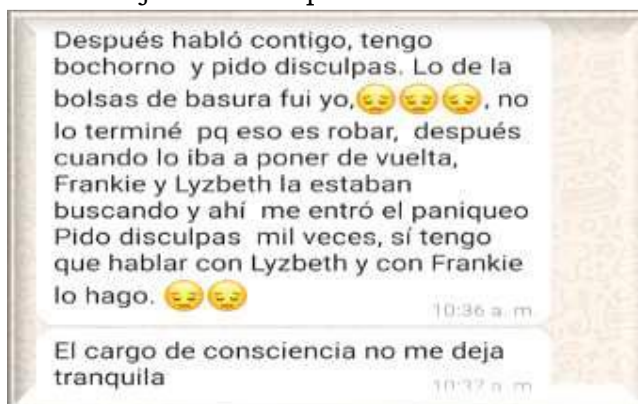 Después habló contigo, tengo
bochorno y pido disculpas. Lo de la
bolsas de basura fui yo,😔😔😔, no
lo terminé pq eso es robar, después
cuando lo iba a poner de vuelta,
Frankie y Lyzbeth la estaban
buscando y ahí me entró el paniqueo
Pido disculpas mil veces, sí tengo
que hablar con Lyzbeth y con Frankie
lo hago. 😔😔
10:36 a. m.
El cargo de consciencia no me deja
tranquila
10:37 a. m.